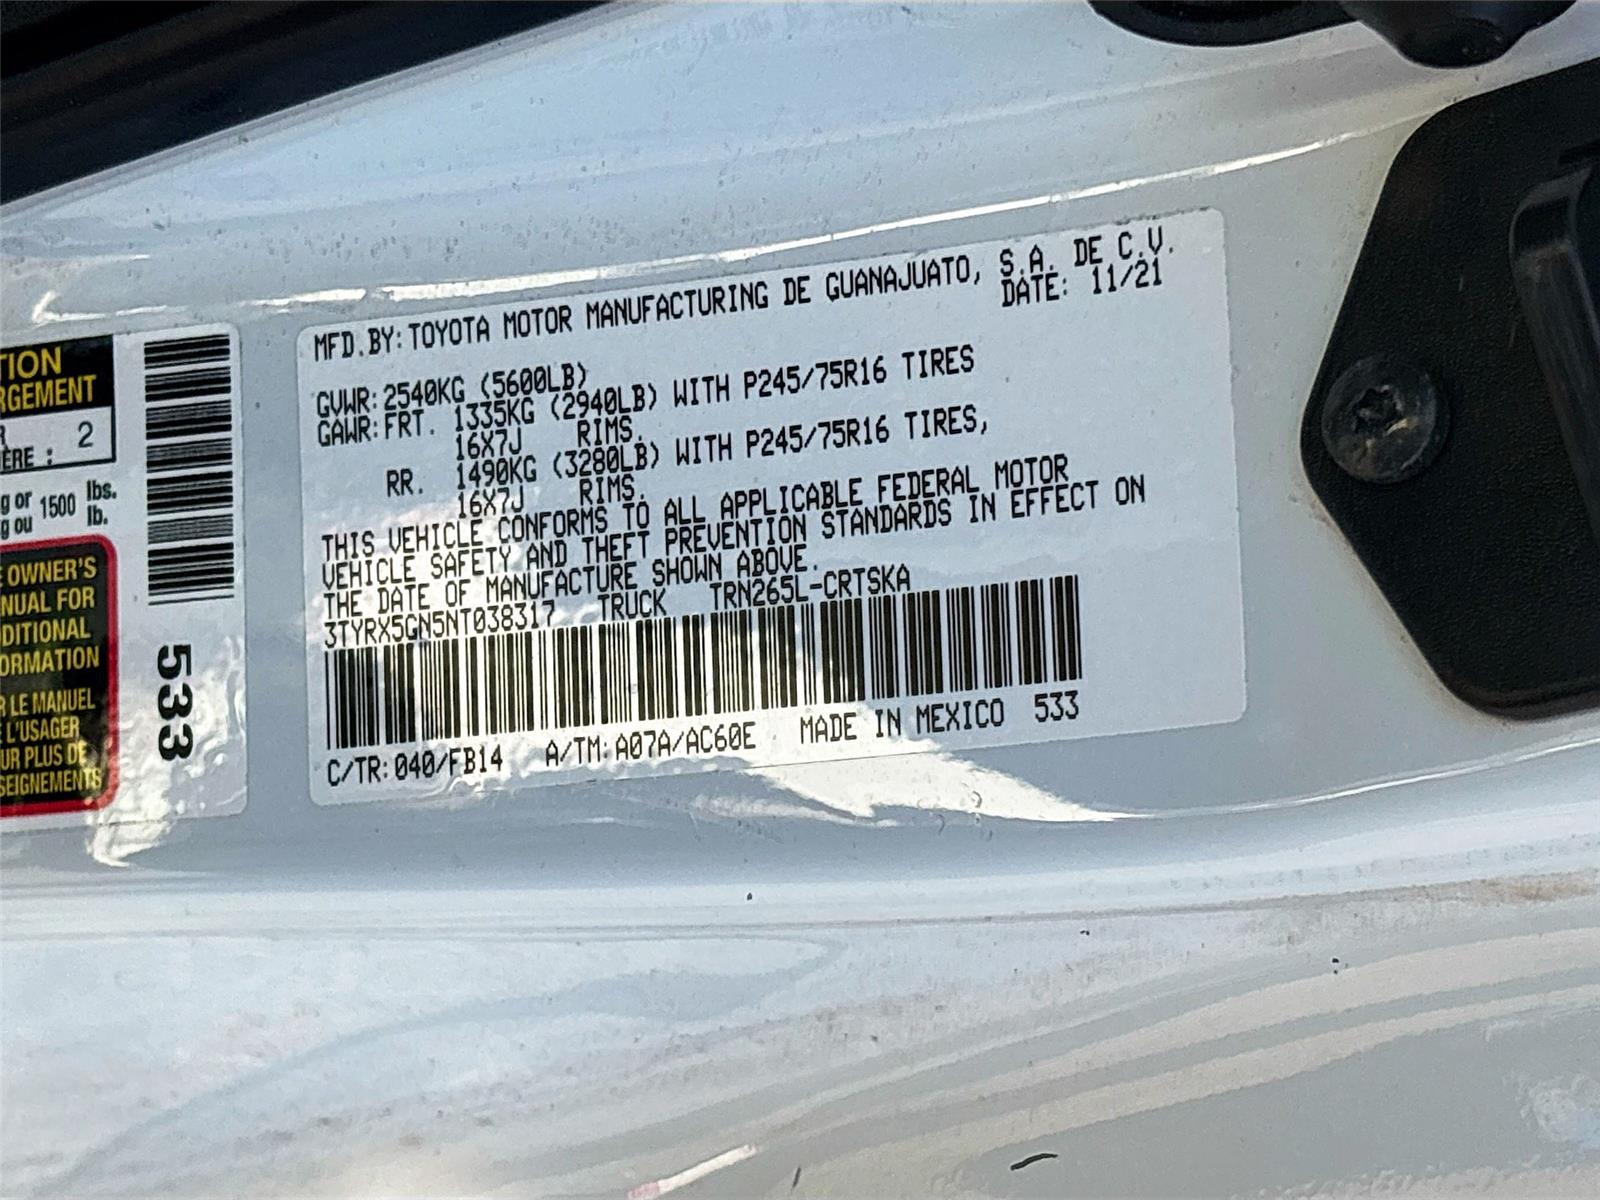 TION
RGEMENT
R
IÈRE : 2
g or 1500 lbs.
g ou lb.
E OWNER'S
NUAL FOR
DDITIONAL
ORMATION
R LE MANUEL
E L'USAGER
UR PLUS DE
SEIGNEMENTS
533
MFD.BY:TOYOTA MOTOR MANUFACTURING DE GUANAJUATO, S.A. DE C.V.
DATE: 11/21
GVWR:2540KG (5600LB)
GAWR:FRT. 1335KG (2940LB) WITH P245/75R16 TIRES
16X7J RIMS.
RR. 1490KG (3280LB) WITH P245/75R16 TIRES,
16X7J RIMS.
THIS VEHICLE CONFORMS TO ALL APPLICABLE FEDERAL MOTOR
VEHICLE SAFETY AND THEFT PREVENTION STANDARDS IN EFFECT ON
THE DATE OF MANUFACTURE SHOWN ABOVE.
3TYRX5GN5NT038317 TRUCK TRN265L-CRTSKA
C/TR:040/FB14 A/TM:A07A/AC60E MADE IN MEXICO 533